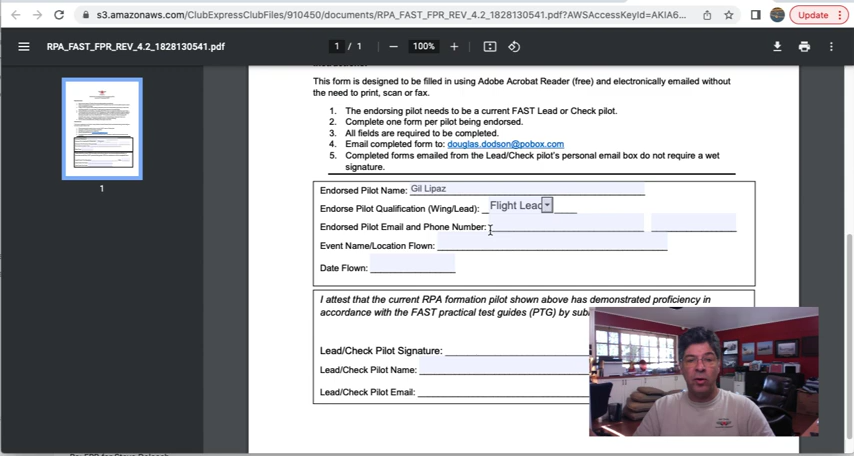 s3.amazonaws.com/ClubExpressClubFiles/910450/documents/RPA_FAST_FPR_REV_4.2_1828130541.pdf?AWSAccessKeyId=AKIA6...
Update
RPA_FAST_FPR_REV_4.2_1828130541.pdf
1 / 1
100%
1
This form is designed to be filled in using Adobe Acrobat Reader (free) and electronically emailed without
the need to print, scan or fax.
1. The endorsing pilot needs to be a current FAST Lead or Check pilot.
2. Complete one form per pilot being endorsed.
3. All fields are required to be completed.
4. Email completed form to: douglas.dodson@pobox.com
5. Completed forms emailed from the Lead/Check pilot's personal email box do not require a wet
signature.
Endorsed Pilot Name: Gil Lipaz
Endorse Pilot Qualification (Wing/Lead): Flight Lead
Endorsed Pilot Email and Phone Number:
Event Name/Location Flown:
Date Flown:
I attest that the current RPA formation pilot shown above has demonstrated proficiency in
accordance with the FAST practical test guides (PTG) by
Lead/Check Pilot Signature:
Lead/Check Pilot Name:
Lead/Check Pilot Email: